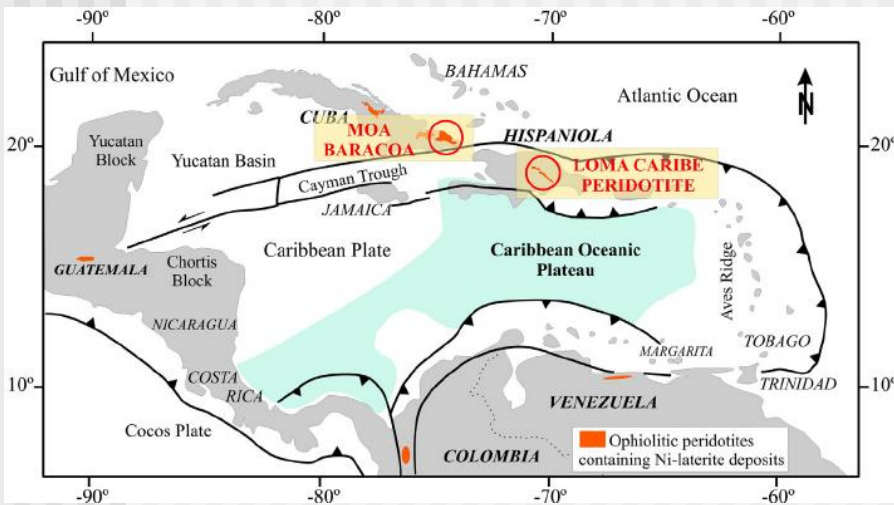 -90º
-80º
-70º
-60º
Gulf of Mexico
BAHAMAS
Atlantic Ocean
N
CUBA
20º
20º
MOA
BARACOA
HISPANIOLA
Yucatan
Block
Yucatan Basin
LOMA CARIBE
PERIDOTITE
Cayman Trough
JAMAICA
Caribbean Plate
Caribbean Oceanic
Plateau
GUATEMALA
Chortis
Block
Aves Ridge
NICARAGUA
MARGARITA
TOBAGO
COSTA
RICA
10º
10º
TRINIDAD
VENEZUELA
Cocos Plate
COLOMBIA
Ophiolitic peridotites
containing Ni-laterite deposits
-90º
-80º
-70º
-60º